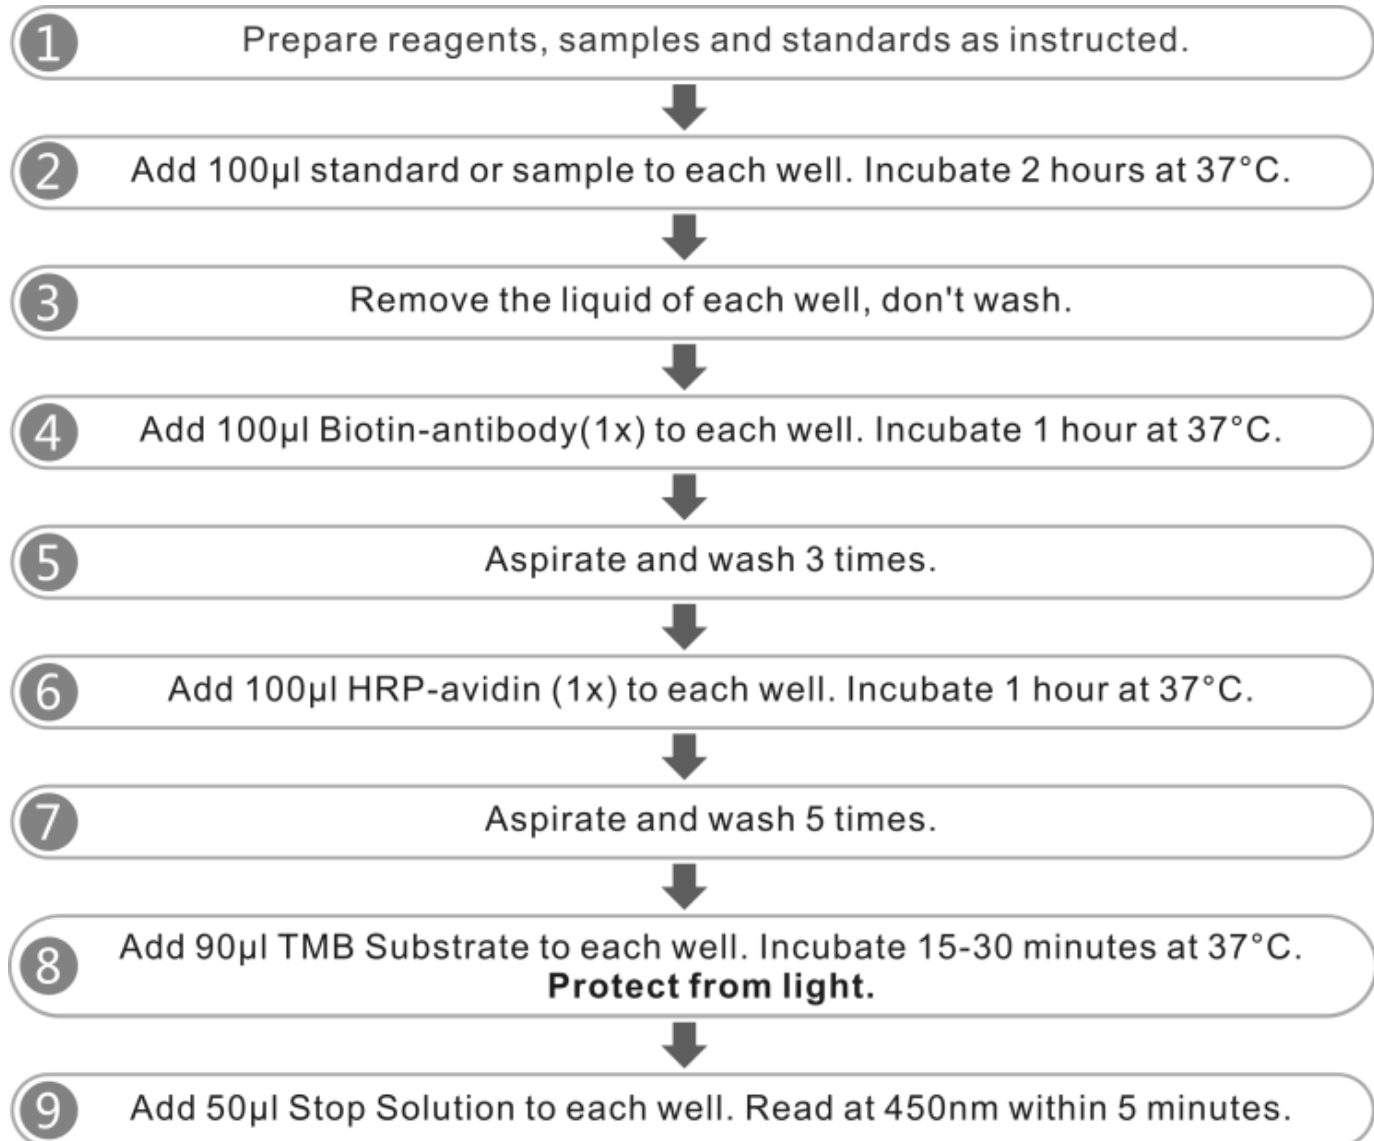 1 Prepare reagents, samples and standards as instructed.
2 Add 100μl standard or sample to each well. Incubate 2 hours at 37°C.
3 Remove the liquid of each well, don't wash.
4 Add 100μl Biotin-antibody(1x) to each well. Incubate 1 hour at 37°C.
5 Aspirate and wash 3 times.
6 Add 100μl HRP-avidin (1x) to each well. Incubate 1 hour at 37°C.
7 Aspirate and wash 5 times.
8 Add 90μl TMB Substrate to each well. Incubate 15-30 minutes at 37°C.
Protect from light.
9 Add 50μl Stop Solution to each well. Read at 450nm within 5 minutes.